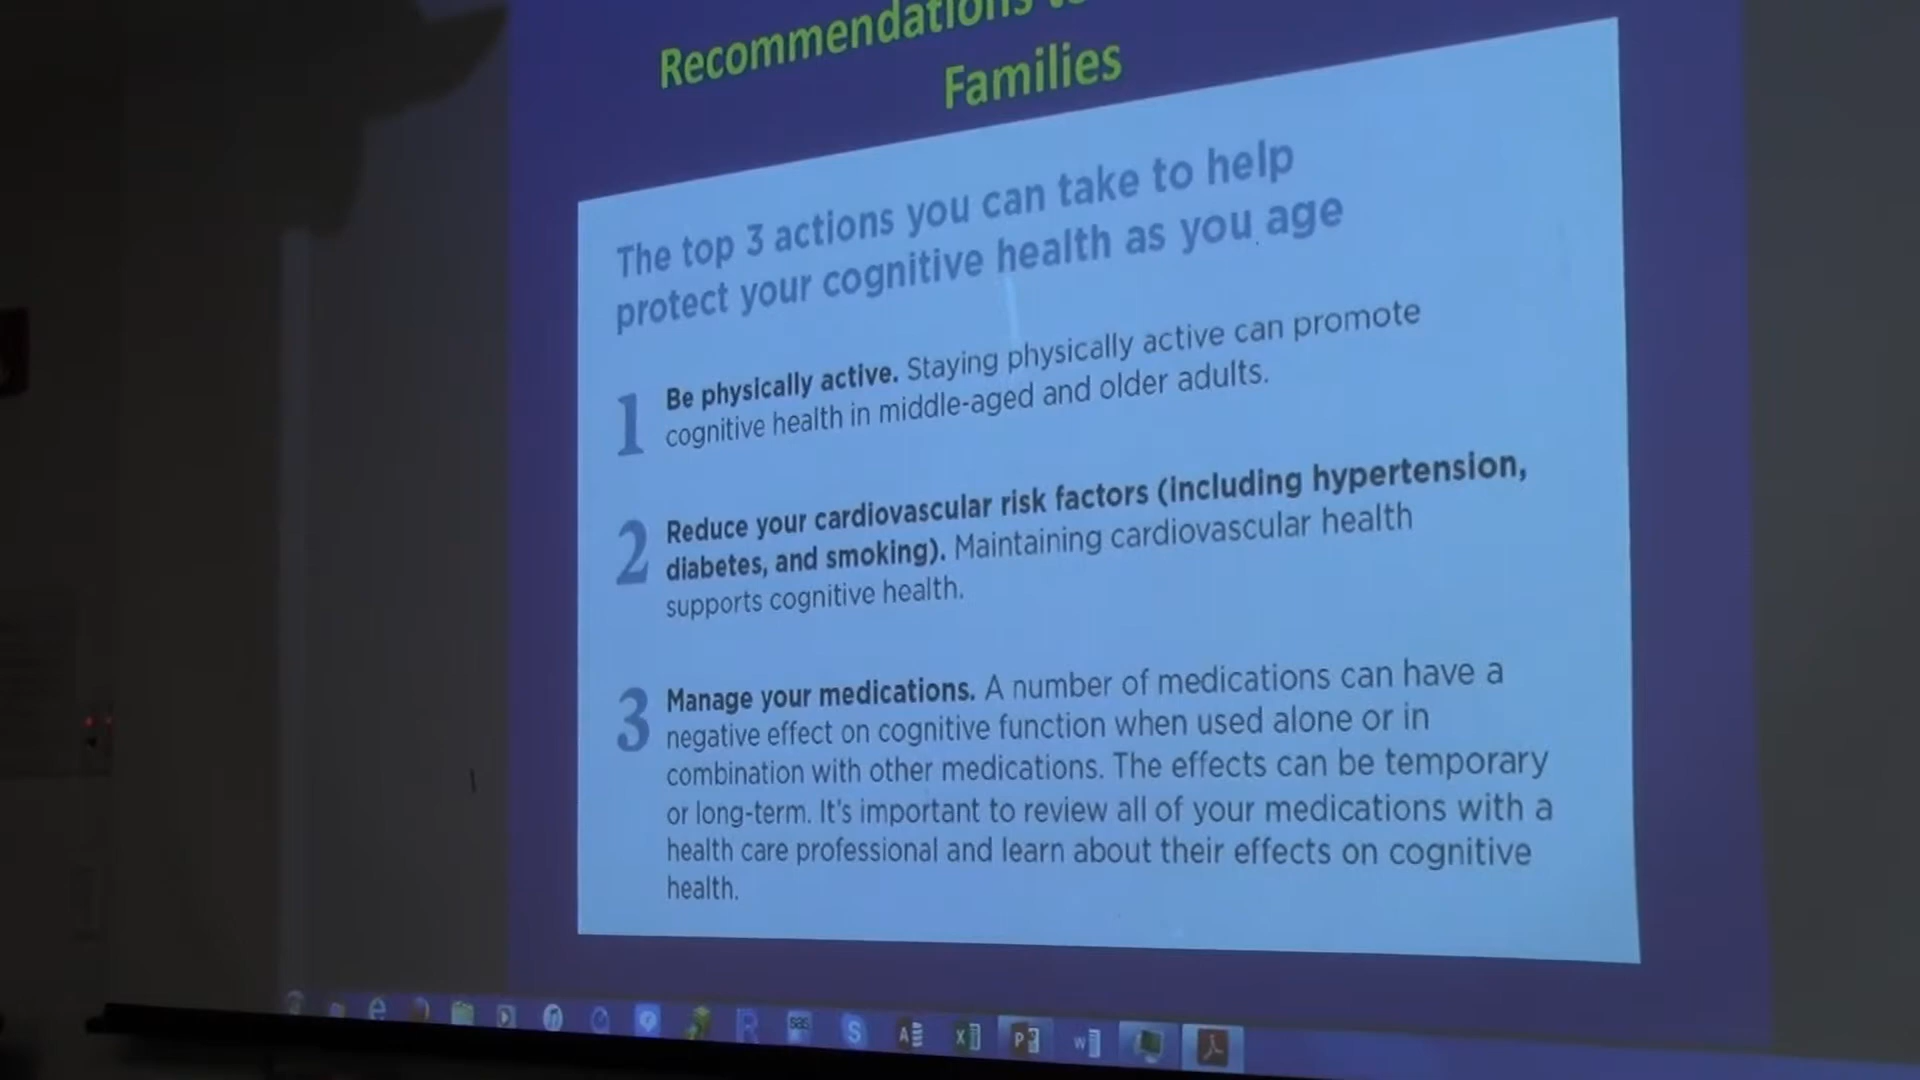 Recommendations
Families
The top 3 actions you can take to help
protect your cognitive health as you age
1 Be physically active. Staying physically active can promote
cognitive health in middle-aged and older adults.
2 Reduce your cardiovascular risk factors (including hypertension,
diabetes, and smoking). Maintaining cardiovascular health
supports cognitive health.
3 Manage your medications. A number of medications can have a
negative effect on cognitive function when used alone or in
combination with other medications. The effects can be temporary
or long-term. It's important to review all of your medications with a
health care professional and learn about their effects on cognitive
health.
sas